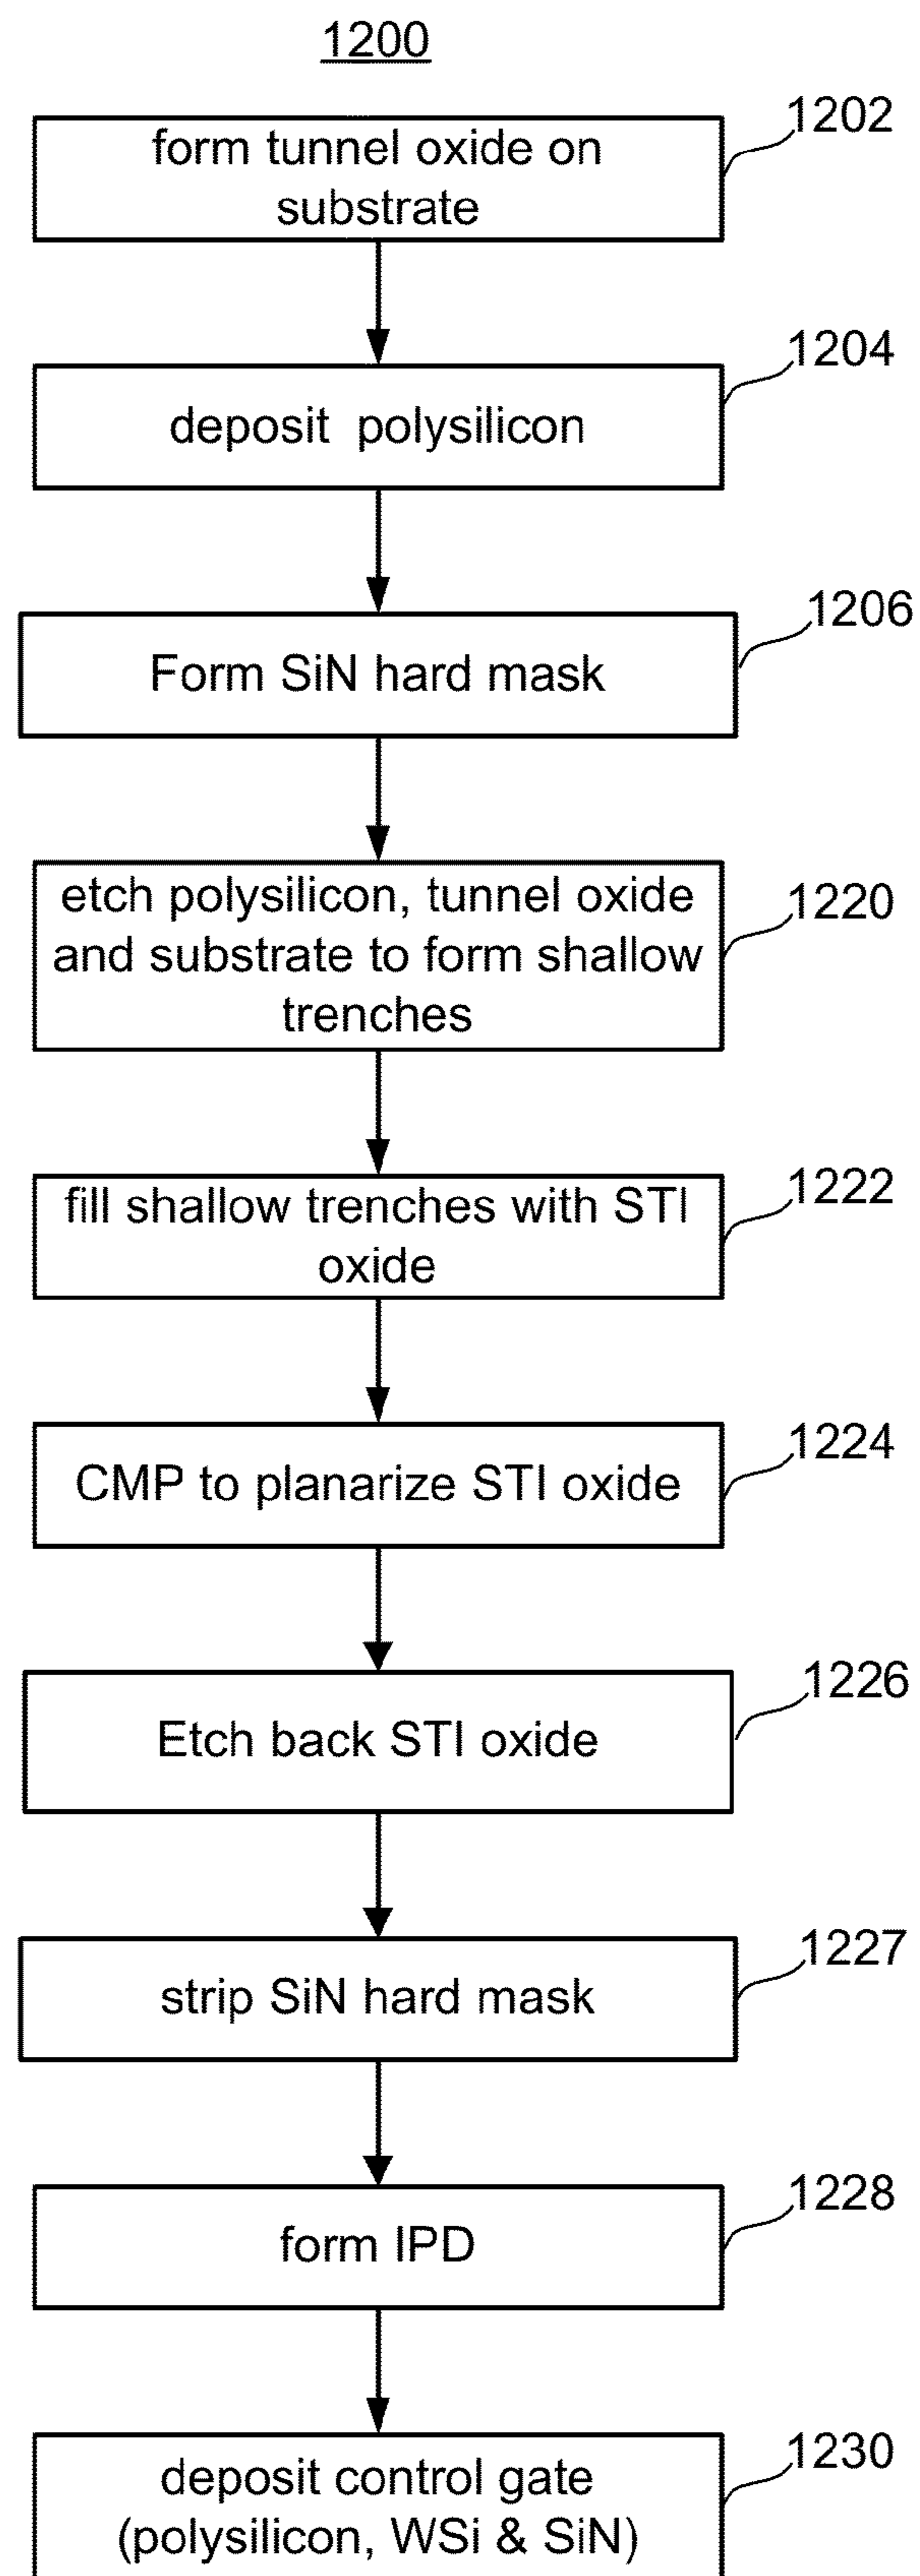 1200
1202
form tunnel oxide on
substrate
1204
deposit polysilicon
1206
Form SiN hard mask
1220
etch polysilicon, tunnel oxide
and substrate to form shallow
trenches
1222
fill shallow trenches with STI
oxide
1224
CMP to planarize STI oxide
1226
Etch back STI oxide
1227
strip SiN hard mask
1228
form IPD
1230
deposit control gate
(polysilicon, WSi & SiN)